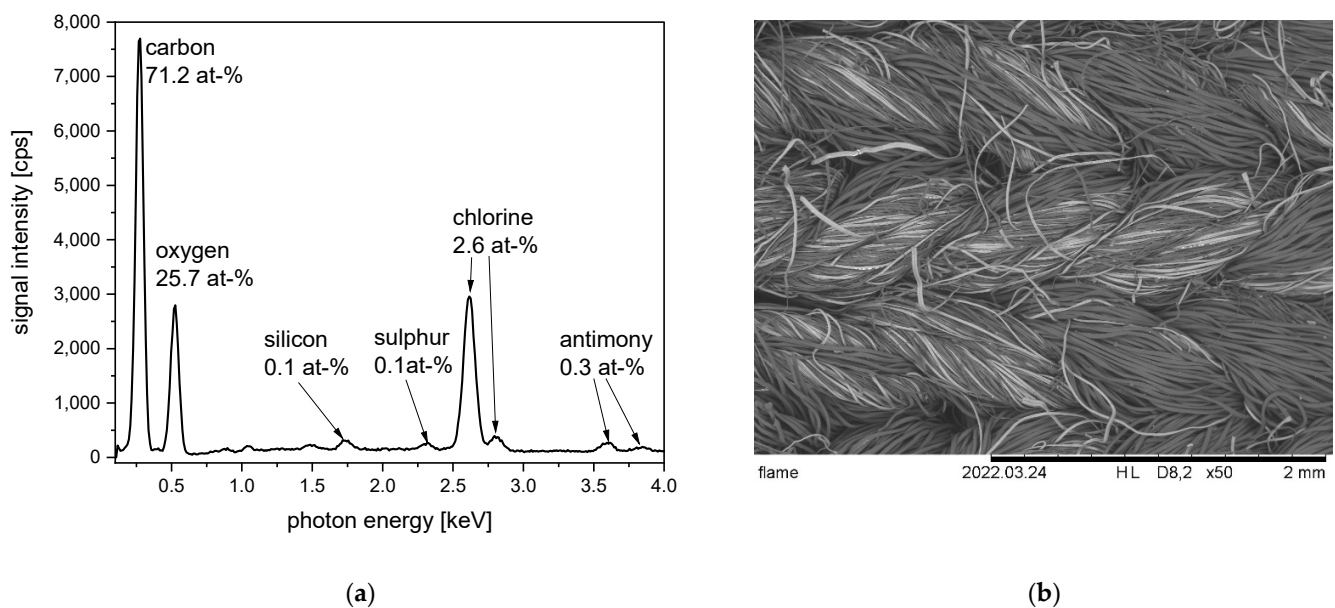 8,000
7,000
6,000
5,000
4,000
3,000
2,000
1,000
0
signal intensity [cps]
carbon
71.2 at-%
oxygen
25.7 at-%
silicon
0.1 at-%
sulphur
0.1at-%
chlorine
2.6 at-%
antimony
0.3 at-%
0.5 1.0 1.5 2.0 2.5 3.0 3.5 4.0
photon energy [keV]
(a)
flame 2022.03.24 HL D8,2 x50 2 mm
(b)